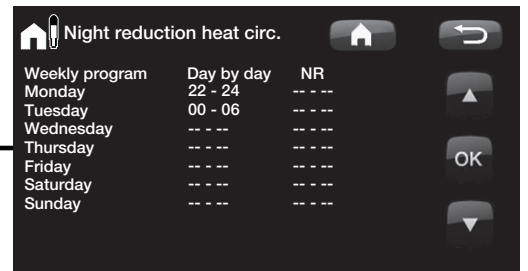 Night reduction heat circ.
Weekly program Day by day NR
Monday 22 - 24 -- - --
Tuesday 00 - 06 -- - --
Wednesday -- - -- -- - --
Thursday -- - -- -- - --
Friday -- - -- -- - --
Saturday -- - -- -- - --
Sunday -- - -- -- - --
OK